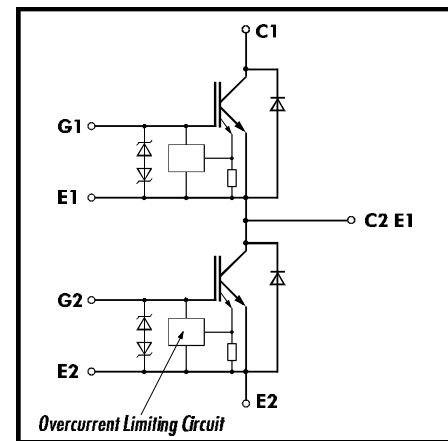 C1
G1
E1
C2 E1
G2
E2
E2
Overcurrent Limiting Circuit